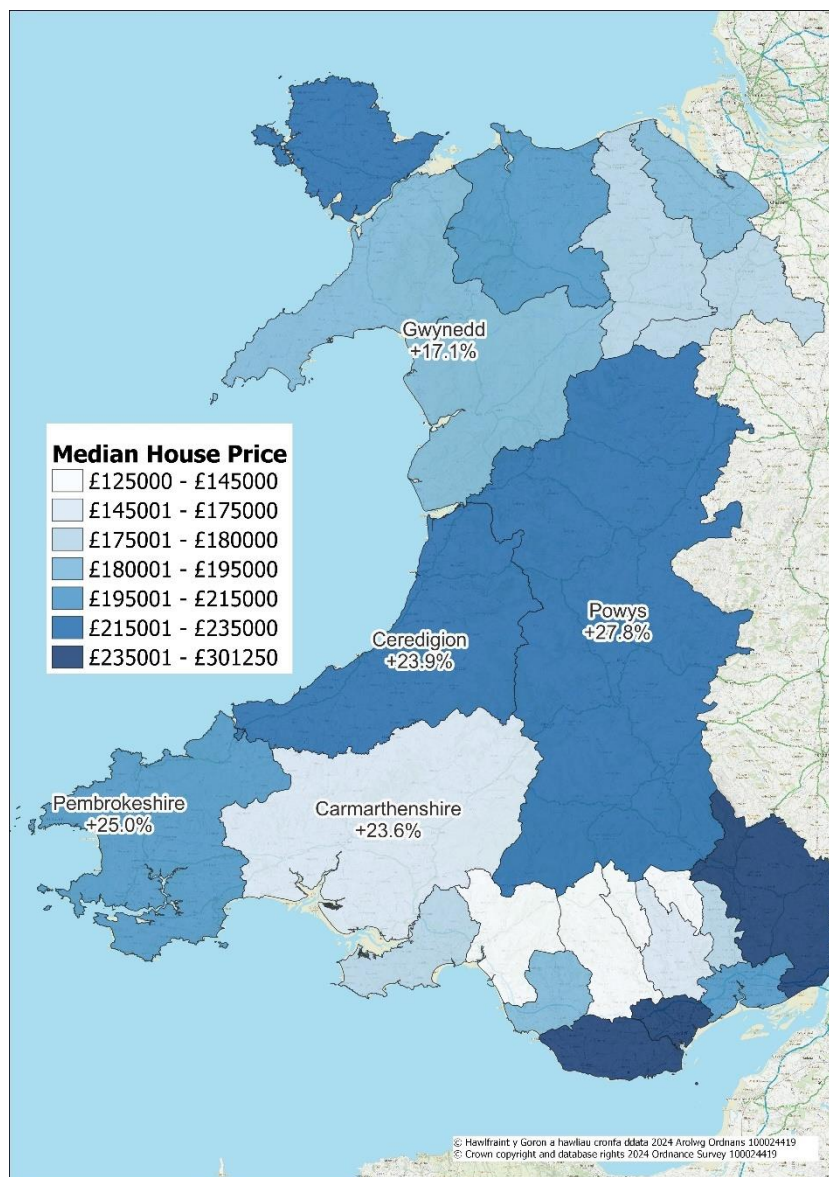 Gwynedd
+17.1%
Median House Price
£125000 - £145000
£145001 - £175000
£175001 - £180000
£180001 - £195000
£195001 - £215000
£215001 - £235000
£235001 - £301250
Powys
+27.8%
Ceredigion
+23.9%
Pembrokeshire
+25.0%
Carmarthenshire
+23.6%
© Hawlfraint y Goron a hawliau cronfa ddata 2024 Arolwg Ordnans 100024419
© Crown copyright and database rights 2024 Ordnance Survey 100024419